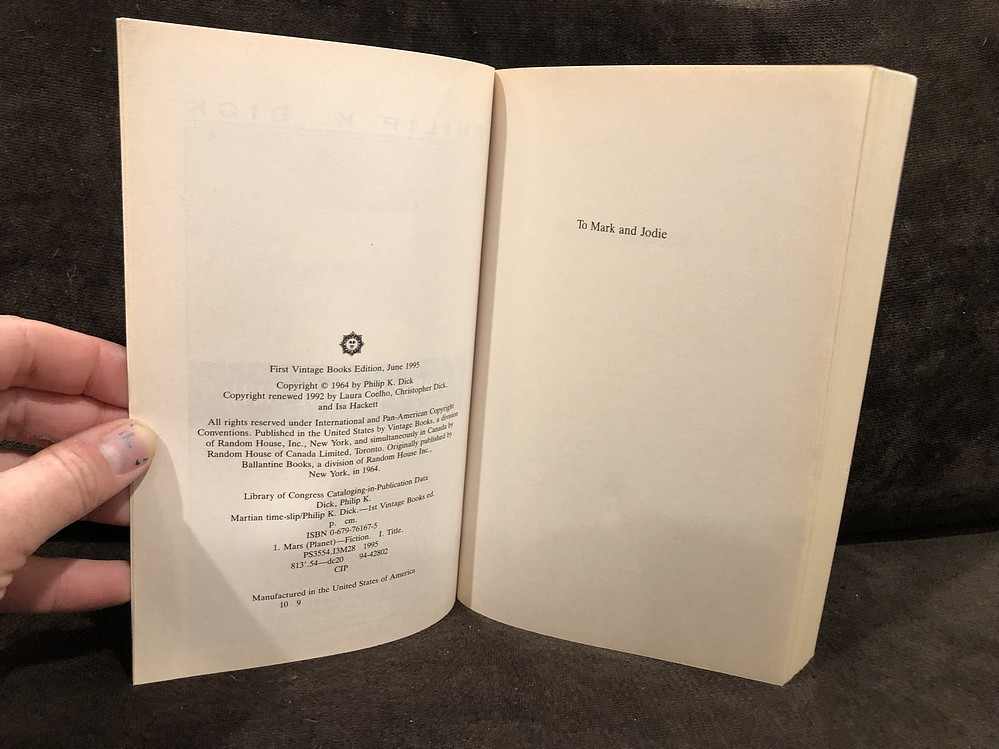 First Vintage Books Edition, June 1995
Copyright © 1964 by Philip K. Dick
Copyright renewed 1992 by Laura Coelho, Christopher Dick,
and Isa Hackett
All rights reserved under International and Pan-American Copyright
Conventions. Published in the United States by Vintage Books, a division
of Random House, Inc., New York, and simultaneously in Canada by
Random House of Canada Limited, Toronto. Originally published by
Ballantine Books, a division of Random House Inc.,
New York, in 1964.
Library of Congress Cataloging-in-Publication Data
Dick, Philip K.
Martian time-slip/Philip K. Dick.—1st Vintage Books ed.
p. cm.
ISBN 0-679-76167-5
1. Mars (Planet)—Fiction. I. Title.
PS3554.I3M28 1995
813'.54—dc20 94-42802
CIP
Manufactured in the United States of America
10 9
To Mark and Jodie